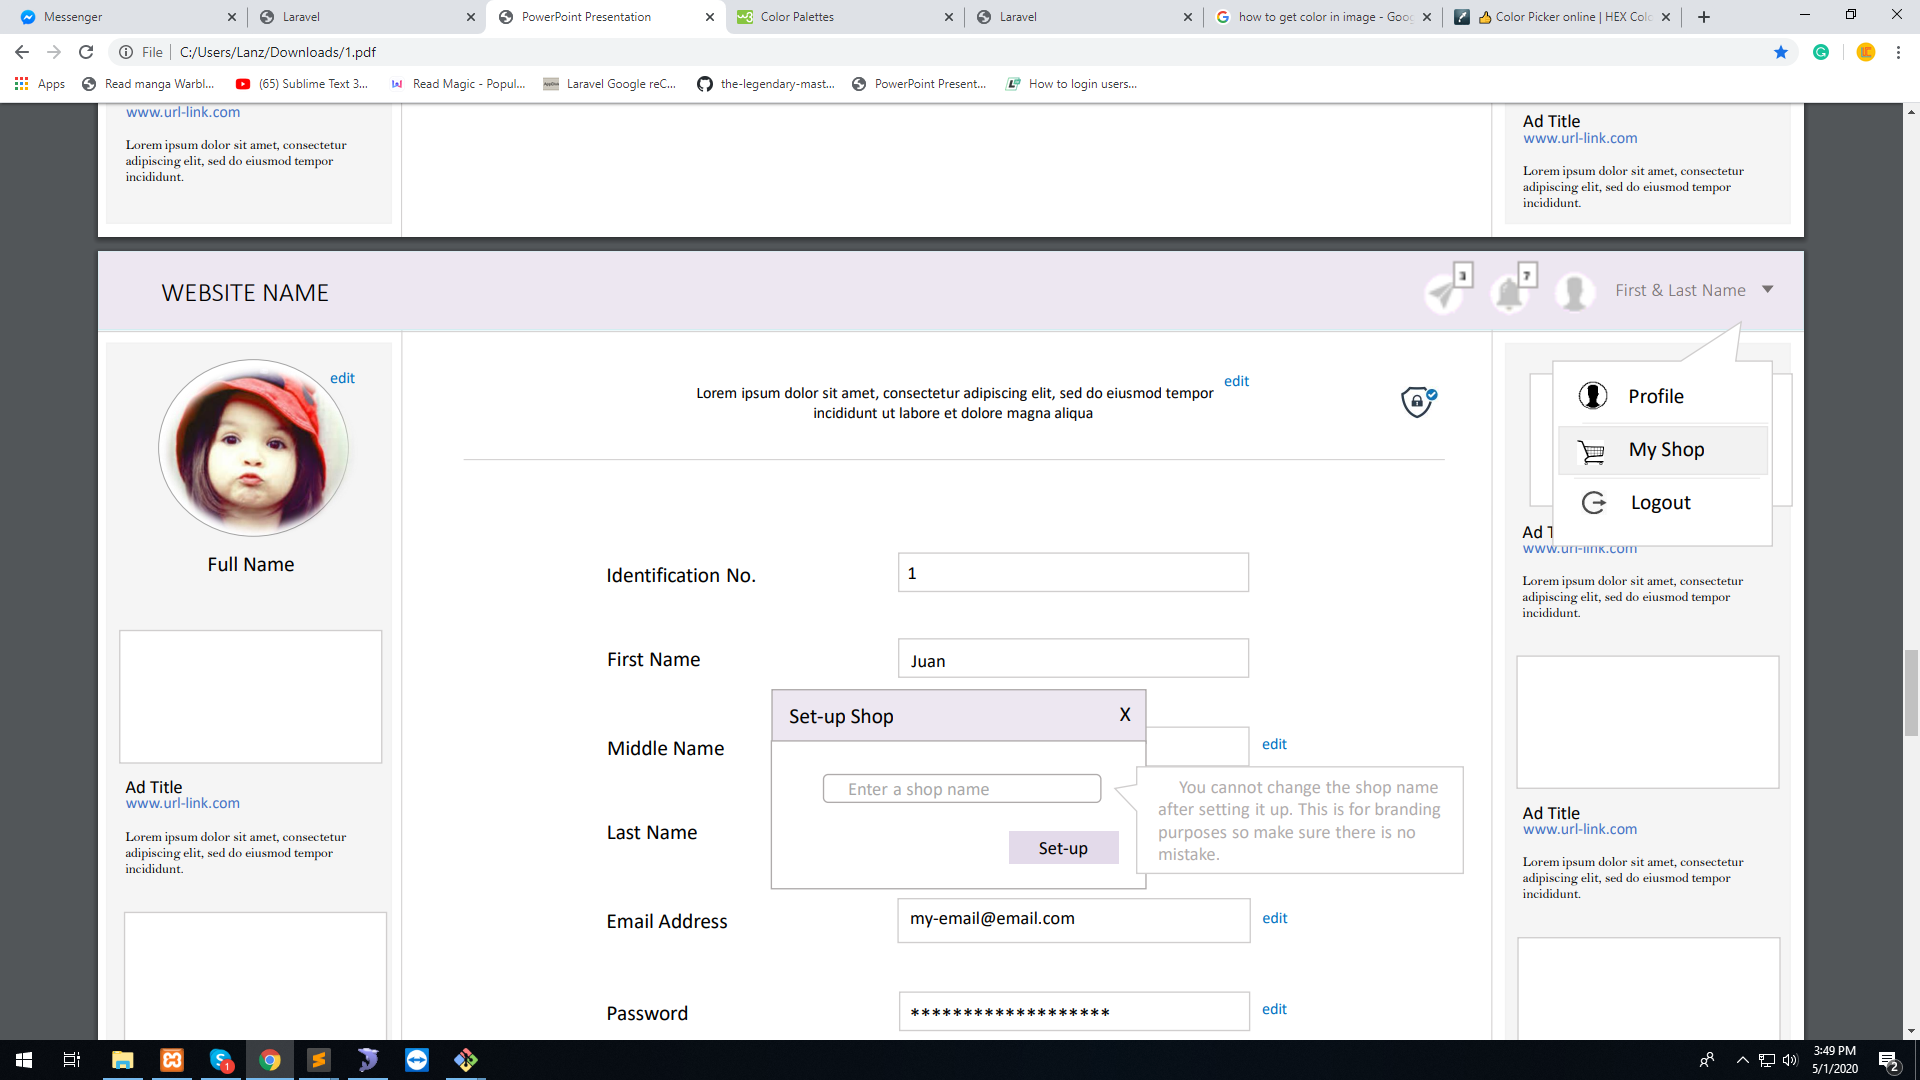 Messenger
Laravel
PowerPoint Presentation
Color Palettes
Laravel
how to get color in image - Goo
Color Picker online | HEX Colo
File
C:/Users/Lanz/Downloads/1.pdf
Apps
Read manga Warbl...
(65) Sublime Text 3...
Read Magic - Popul...
Laravel Google reC...
the-legendary-mast...
PowerPoint Present...
How to login users...
www.url-link.com
Lorem ipsum dolor sit amet, consectetur
adipiscing elit, sed do eiusmod tempor
incididunt.
Ad Title
www.url-link.com
Lorem ipsum dolor sit amet, consectetur
adipiscing elit, sed do eiusmod tempor
incididunt.
WEBSITE NAME
3
7
First & Last Name
edit
Full Name
Ad Title
www.url-link.com
Lorem ipsum dolor sit amet, consectetur
adipiscing elit, sed do eiusmod tempor
incididunt.
Lorem ipsum dolor sit amet, consectetur adipiscing elit, sed do eiusmod tempor
incididunt ut labore et dolore magna aliqua
edit
Identification No.
1
First Name
Juan
Middle Name
edit
Last Name
Set-up Shop
X
Enter a shop name
Set-up
You cannot change the shop name
after setting it up. This is for branding
purposes so make sure there is no
mistake.
Email Address
my-email@email.com
edit
Password
*******************
edit
Profile
My Shop
Logout
Ad T
www.url-link.com
Lorem ipsum dolor sit amet, consectetur
adipiscing elit, sed do eiusmod tempor
incididunt.
Ad Title
www.url-link.com
Lorem ipsum dolor sit amet, consectetur
adipiscing elit, sed do eiusmod tempor
incididunt.
1
3:49 PM
5/1/2020
2